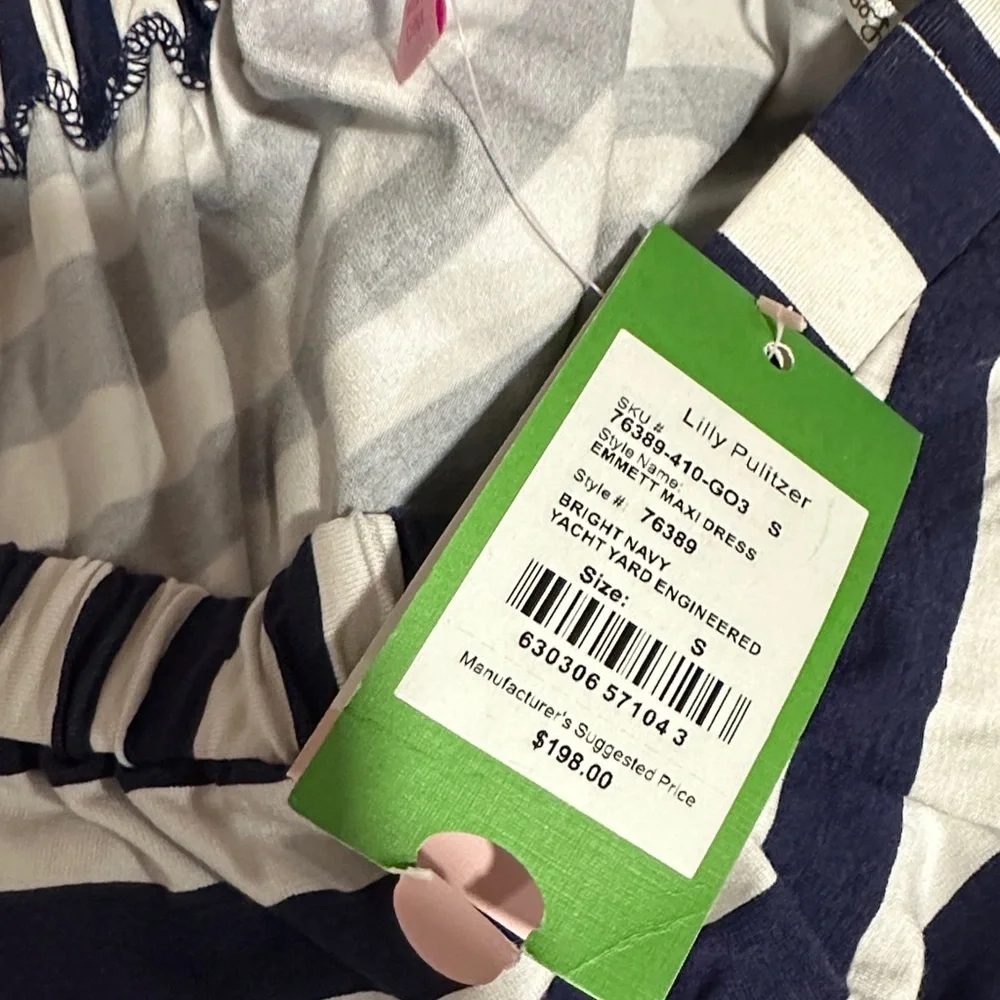 Lilly Pulitzer
SKU #
76389-410-GO3 S
Style Name:
EMMETT MAXI DRESS
Style # 76389
BRIGHT NAVY
YACHT YARD ENGINEERED
Size: S
630306 57104 3
Manufacturer's Suggested Price
$198.00